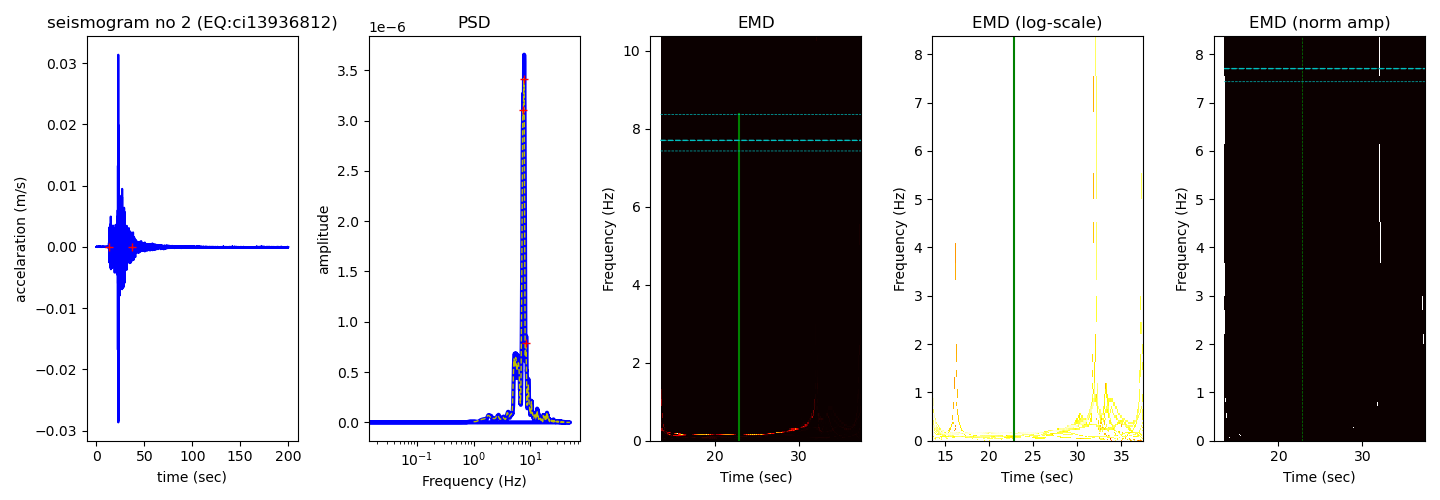 seismogram no 2 (EQ:ci13936812)
accelaration (m/s)
0.03
0.02
0.01
0.00
−0.01
−0.02
−0.03
0 50 100 150 200
time (sec)
PSD
1e−6
amplitude
3.5
3.0
2.5
2.0
1.5
1.0
0.5
0.0
10⁻¹ 10⁰ 10¹
Frequency (Hz)
EMD
Frequency (Hz)
10
8
6
4
2
0
20 30
Time (sec)
EMD (log-scale)
Frequency (Hz)
8
7
6
5
4
3
2
1
0
15 20 25 30 35
Time (sec)
EMD (norm amp)
Frequency (Hz)
8
7
6
5
4
3
2
1
0
20 30
Time (sec)